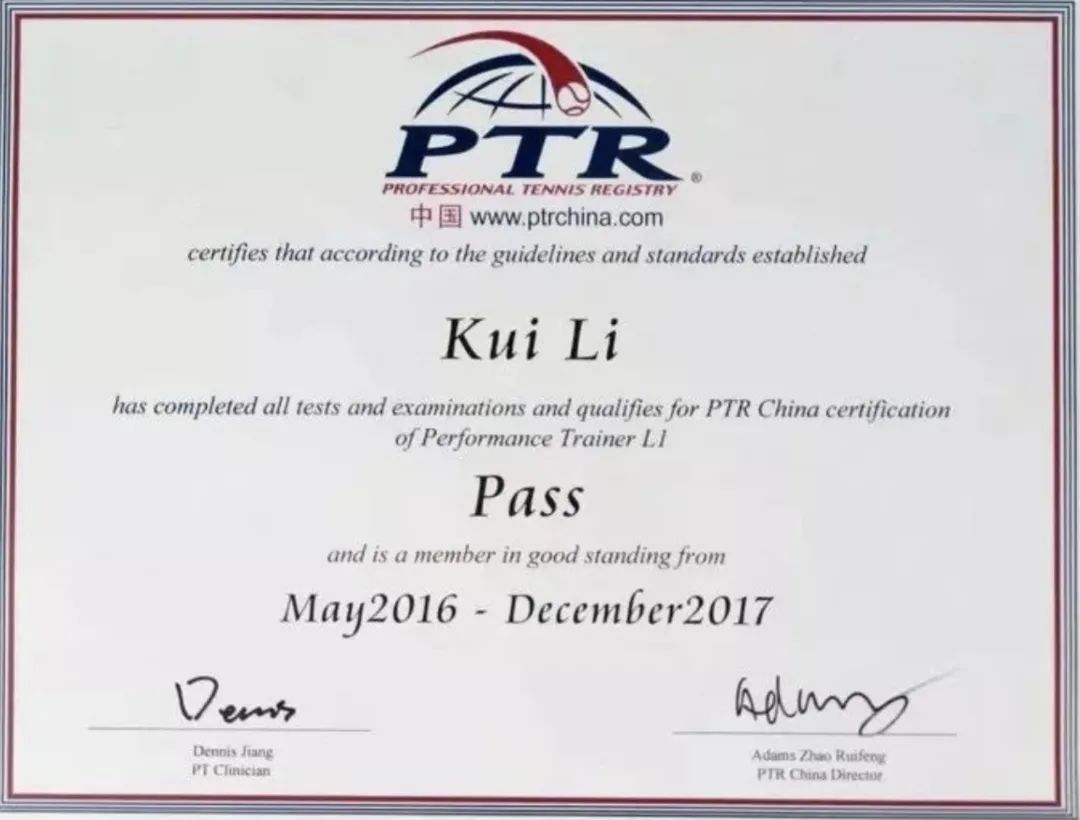 PTR®
PROFESSIONAL TENNIS REGISTRY
中国 www.ptrchina.com
certifies that according to the guidelines and standards established
Kui Li
has completed all tests and examinations and qualifies for PTR China certification
of Performance Trainer L1
Pass
and is a member in good standing from
May2016 - December2017
Dennis Adams
Dennis Jiang Adams Zhao Ruifeng
PT Clinician PTR China Director